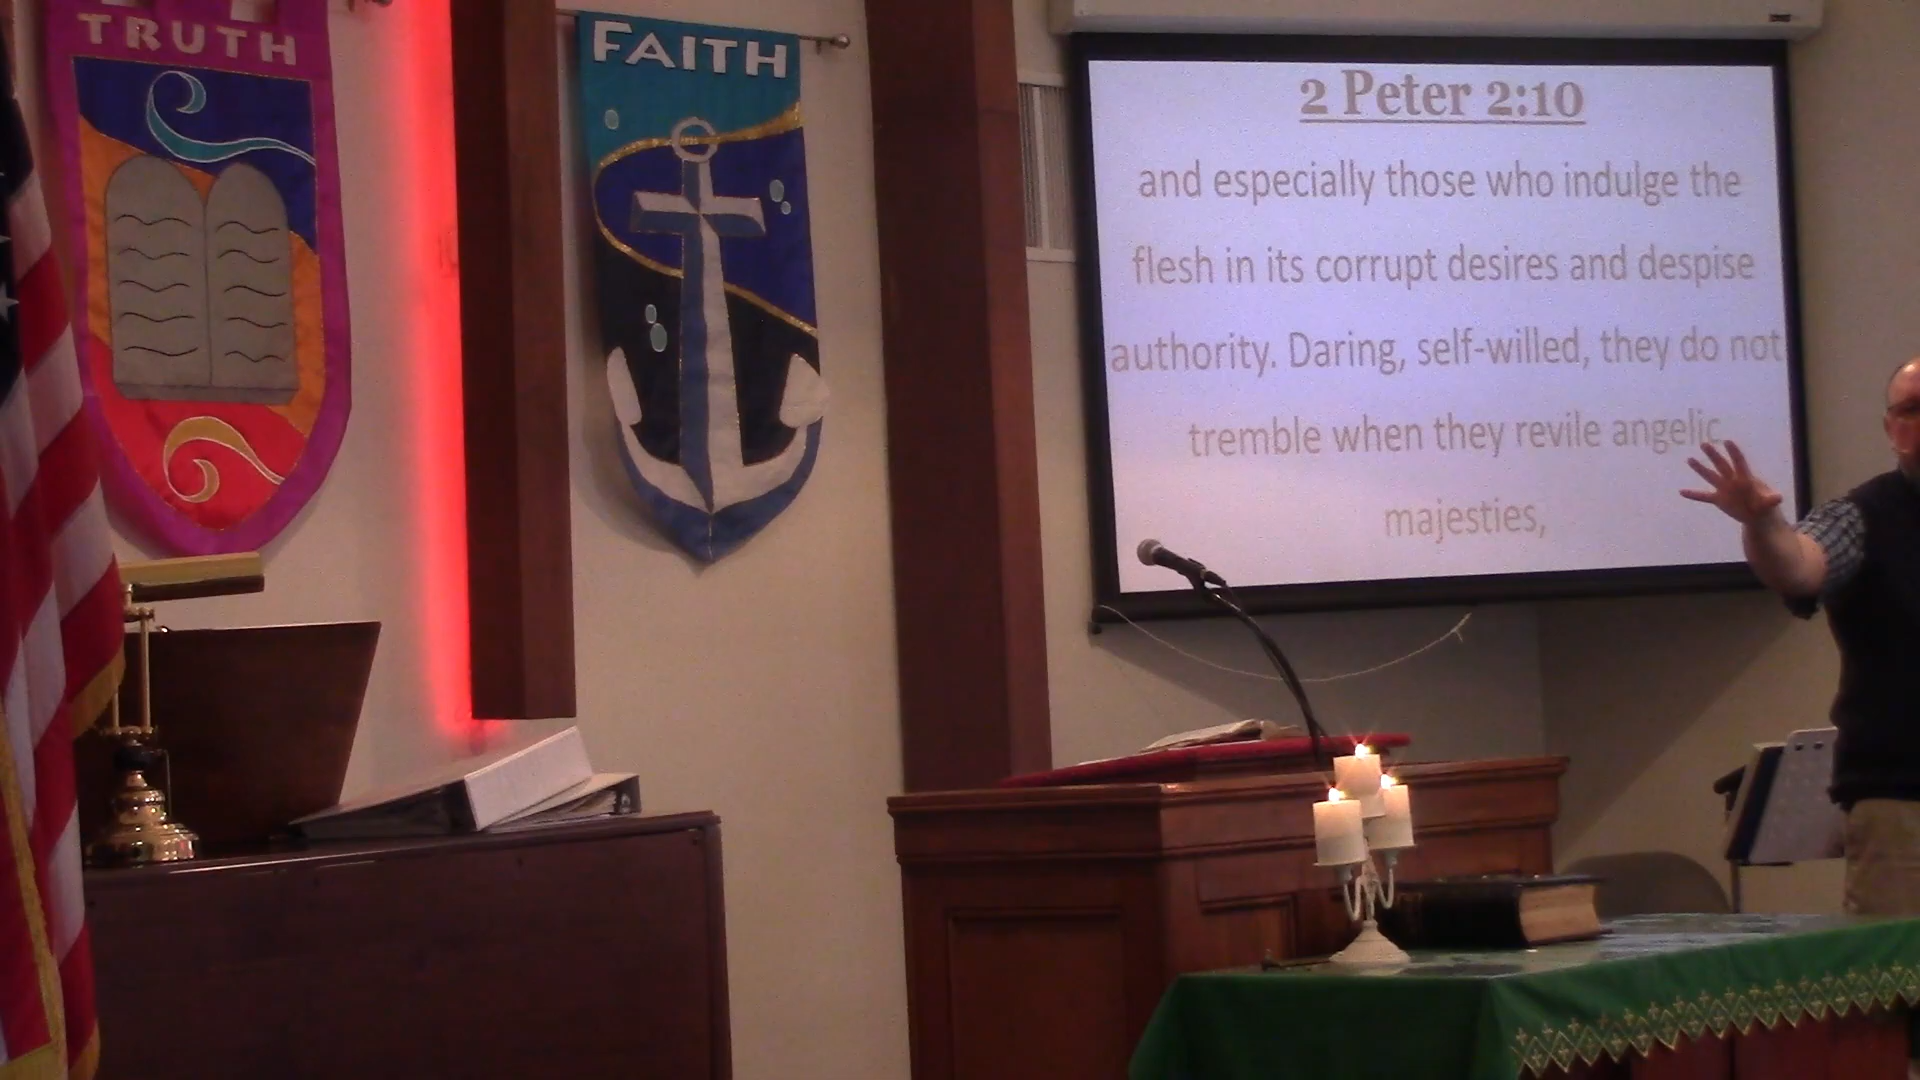 TRUTH
FAITH
2 Peter 2:10
and especially those who indulge the
flesh in its corrupt desires and despise
authority. Daring, self-willed, they do not
tremble when they revile angelic
majesties,